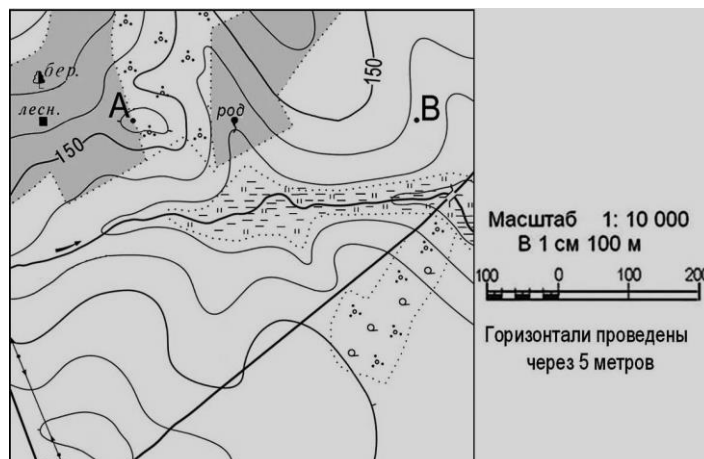 бер.
150
А
род
В
лесн.
150
Масштаб 1: 10 000
В 1 см 100 м
100 0 100 200
Горизонтали проведены
через 5 метров